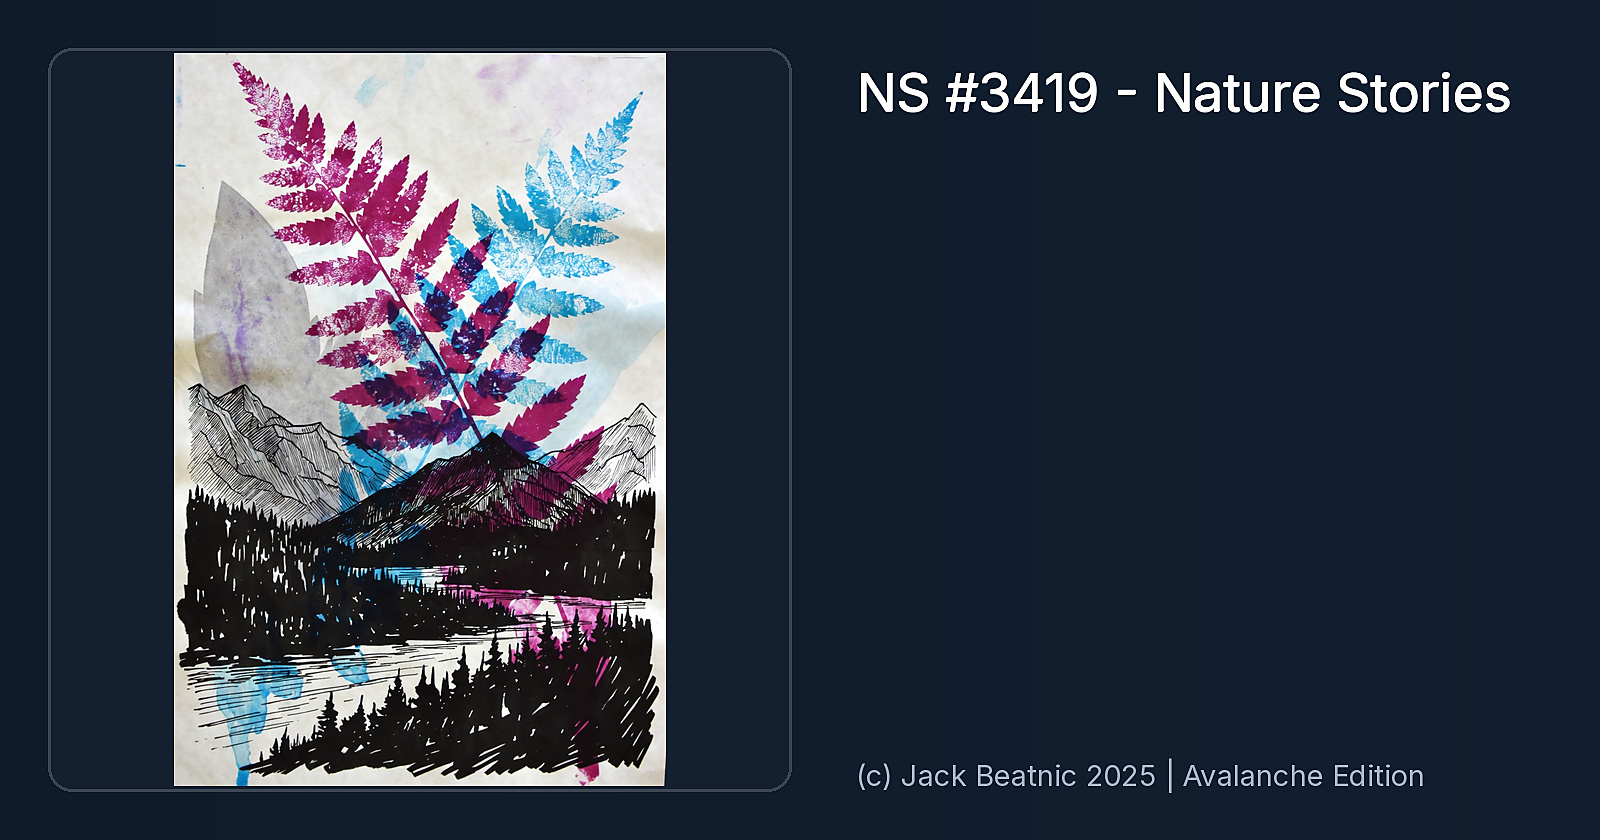 NS #3419 - Nature Stories
(c) Jack Beatnic 2025 | Avalanche Edition